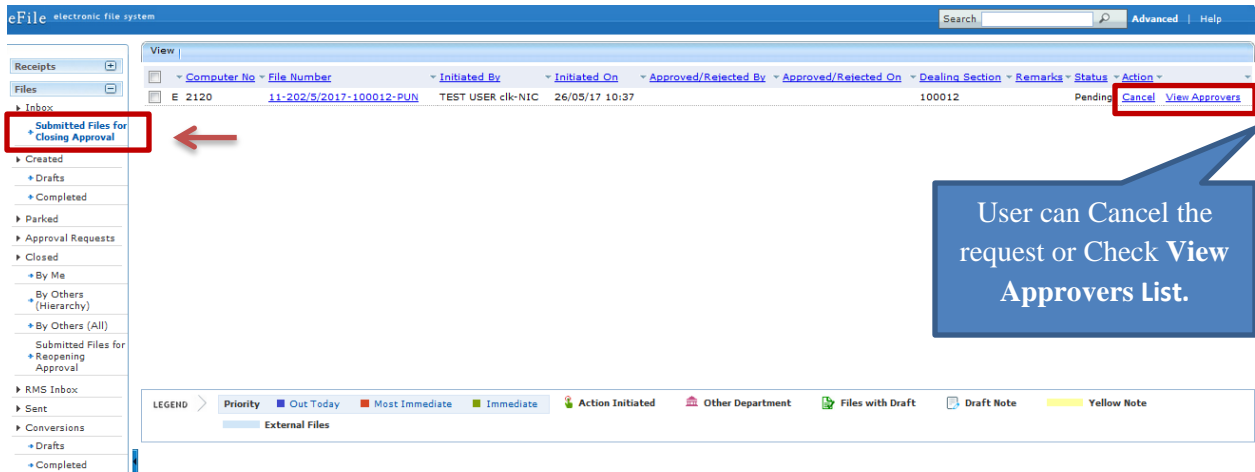 eFile electronic file system
Search Advanced | Help
View
Receipts
Files
Inbox
Submitted Files for
Closing Approval
Created
Drafts
Completed
Parked
Approval Requests
Closed
By Me
By Others
(Hierarchy)
By Others (All)
Submitted Files for
Reopening
Approval
RMS Inbox
Sent
Conversions
Drafts
Completed
Computer No File Number Initiated By Initiated On Approved/Rejected By Approved/Rejected On Dealing Section Remarks Status Action
E 2120 11-202/5/2017-100012-PUN TEST USER clk-NIC 26/05/17 10:37 100012 Pending Cancel View Approvers
User can Cancel the
request or Check View
Approvers List.
LEGEND Priority Out Today Most Immediate Immediate Action Initiated Other Department Files with Draft Draft Note Yellow Note
External Files